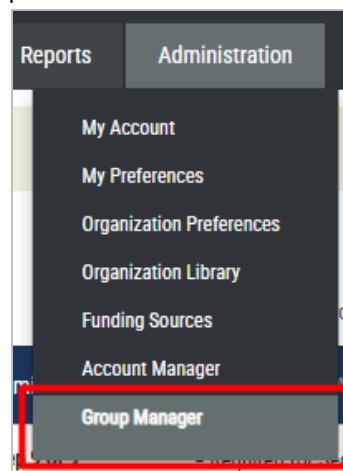 Reports Administration
My Account
My Preferences
Organization Preferences
Organization Library
Funding Sources
Account Manager
Group Manager